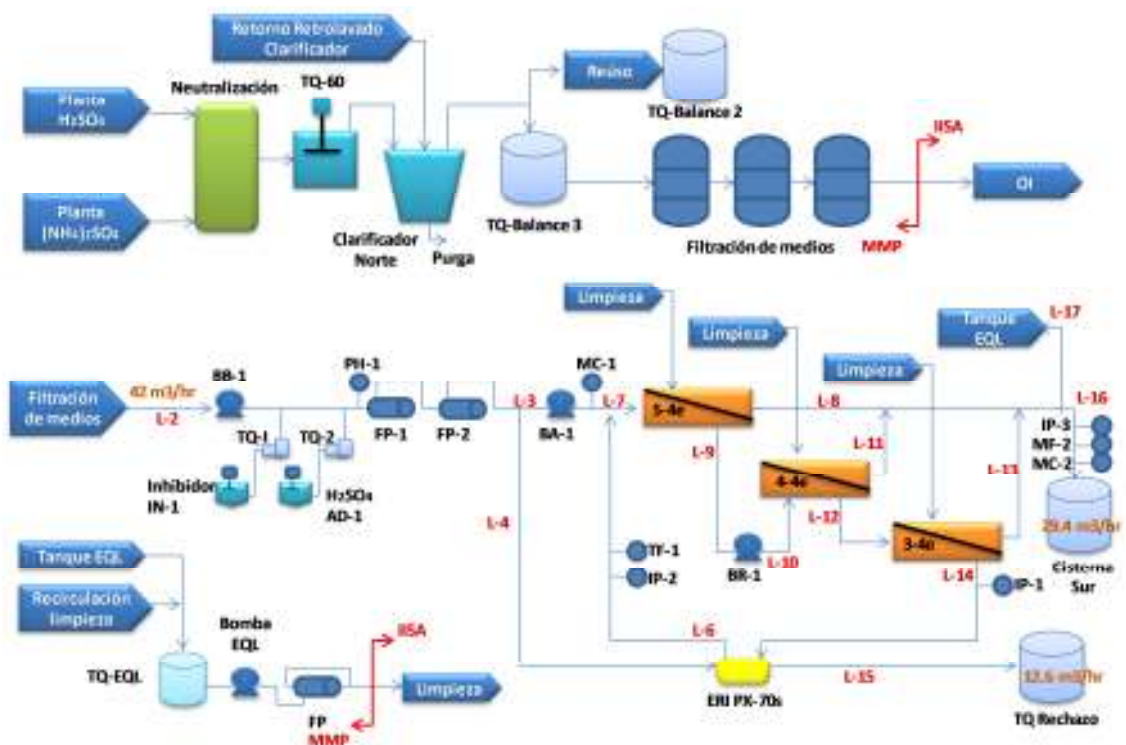 Retorno Retrolavado
Clarificador
Neutralización
TQ-60
Planta
H₂SO₄
Planta
(NH₄)₂SO₄
Clarificador
Norte
Purga
Reúso
TQ-Balance 2
TQ-Balance 3
Filtración de medios
IISA
MMP
OI
Limpieza
Limpieza
Limpieza
Tanque
EQL
L-17
Filtración
de medios
42 m3/hr
L-2
BB-1
PH-1
FP-1
FP-2
TQ-1
TQ-2
Inhibidor
IN-1
H₂SO₄
AD-1
L-3
BA-1
MC-1
L-7
5-4e
L-8
L-9
4-4e
L-11
L-12
L-10
BR-1
3-4e
L-13
L-14
IP-1
L-16
IP-3
MF-2
MC-2
29.4 m3/hr
Cisterna
Sur
L-4
TF-1
IP-2
L-6
ERI PX-70s
L-15
12.6 m3/hr
TQ Rechazo
Tanque EQL
Recirculación
limpieza
TQ-EQL
Bomba
EQL
FP
IISA
MMP
Limpieza